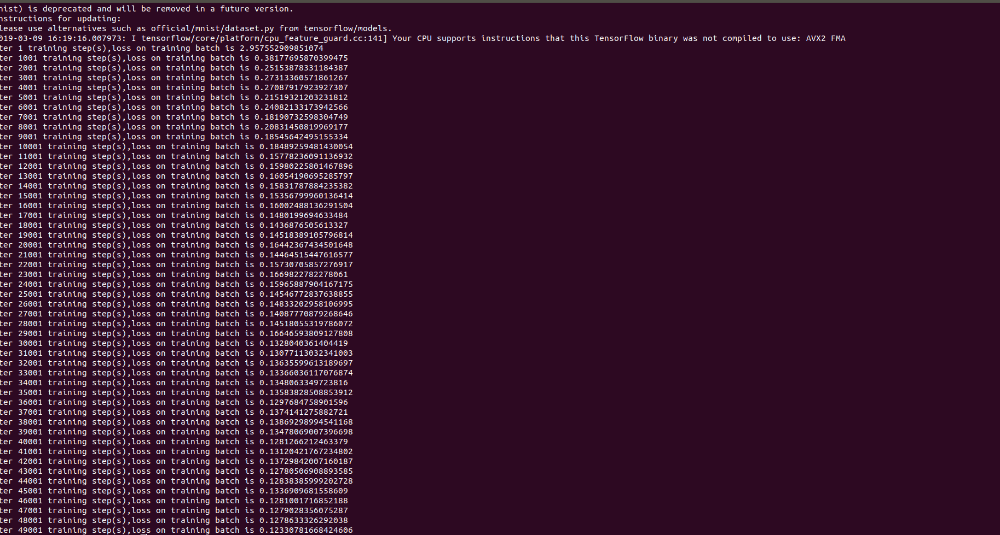 nist) is deprecated and will be removed in a future version.
nstructions for updating:
lease use alternatives such as official/mnist/dataset.py from tensorflow/models.
019-03-09 16:19:16.007973: I tensorflow/core/platform/cpu_feature_guard.cc:141] Your CPU supports instructions that this TensorFlow binary was not compiled to use: AVX2 FMA
ter 1 training step(s),loss on training batch is 2.957552909851074
ter 1001 training step(s),loss on training batch is 0.38177695870399475
ter 2001 training step(s),loss on training batch is 0.25153878331184387
ter 3001 training step(s),loss on training batch is 0.27313360571861267
ter 4001 training step(s),loss on training batch is 0.27087917923927307
ter 5001 training step(s),loss on training batch is 0.21519321203231812
ter 6001 training step(s),loss on training batch is 0.24082133173942566
ter 7001 training step(s),loss on training batch is 0.18190732598304749
ter 8001 training step(s),loss on training batch is 0.20831450819969177
ter 9001 training step(s),loss on training batch is 0.18545642495155334
ter 10001 training step(s),loss on training batch is 0.18489259481430054
ter 11001 training step(s),loss on training batch is 0.15778236091136932
ter 12001 training step(s),loss on training batch is 0.15980225801467896
ter 13001 training step(s),loss on training batch is 0.16054190695285797
ter 14001 training step(s),loss on training batch is 0.15831787884235382
ter 15001 training step(s),loss on training batch is 0.15356799960136414
ter 16001 training step(s),loss on training batch is 0.16002488136291504
ter 17001 training step(s),loss on training batch is 0.1480199694633484
ter 18001 training step(s),loss on training batch is 0.1436876505613327
ter 19001 training step(s),loss on training batch is 0.14518389105796814
ter 20001 training step(s),loss on training batch is 0.16442367434501648
ter 21001 training step(s),loss on training batch is 0.14464515447616577
ter 22001 training step(s),loss on training batch is 0.15730705857276917
ter 23001 training step(s),loss on training batch is 0.1669822782278061
ter 24001 training step(s),loss on training batch is 0.15965887904167175
ter 25001 training step(s),loss on training batch is 0.14546772837638855
ter 26001 training step(s),loss on training batch is 0.14833202958106995
ter 27001 training step(s),loss on training batch is 0.14087770879268646
ter 28001 training step(s),loss on training batch is 0.14518055319786072
ter 29001 training step(s),loss on training batch is 0.16646593809127808
ter 30001 training step(s),loss on training batch is 0.1328040361404419
ter 31001 training step(s),loss on training batch is 0.13077113032341003
ter 32001 training step(s),loss on training batch is 0.13635599613189697
ter 33001 training step(s),loss on training batch is 0.13366036117076874
ter 34001 training step(s),loss on training batch is 0.1348063349723816
ter 35001 training step(s),loss on training batch is 0.13583828508853912
ter 36001 training step(s),loss on training batch is 0.1297684758901596
ter 37001 training step(s),loss on training batch is 0.1374141275882721
ter 38001 training step(s),loss on training batch is 0.13869298994541168
ter 39001 training step(s),loss on training batch is 0.13478069007396698
ter 40001 training step(s),loss on training batch is 0.1281266212463379
ter 41001 training step(s),loss on training batch is 0.13120421767234802
ter 42001 training step(s),loss on training batch is 0.13729842007160187
ter 43001 training step(s),loss on training batch is 0.12780506908893585
ter 44001 training step(s),loss on training batch is 0.12838385999202728
ter 45001 training step(s),loss on training batch is 0.1336909681558609
ter 46001 training step(s),loss on training batch is 0.1281001716852188
ter 47001 training step(s),loss on training batch is 0.1279028356075287
ter 48001 training step(s),loss on training batch is 0.1278633326292038
ter 49001 training step(s),loss on training batch is 0.12330781668424606